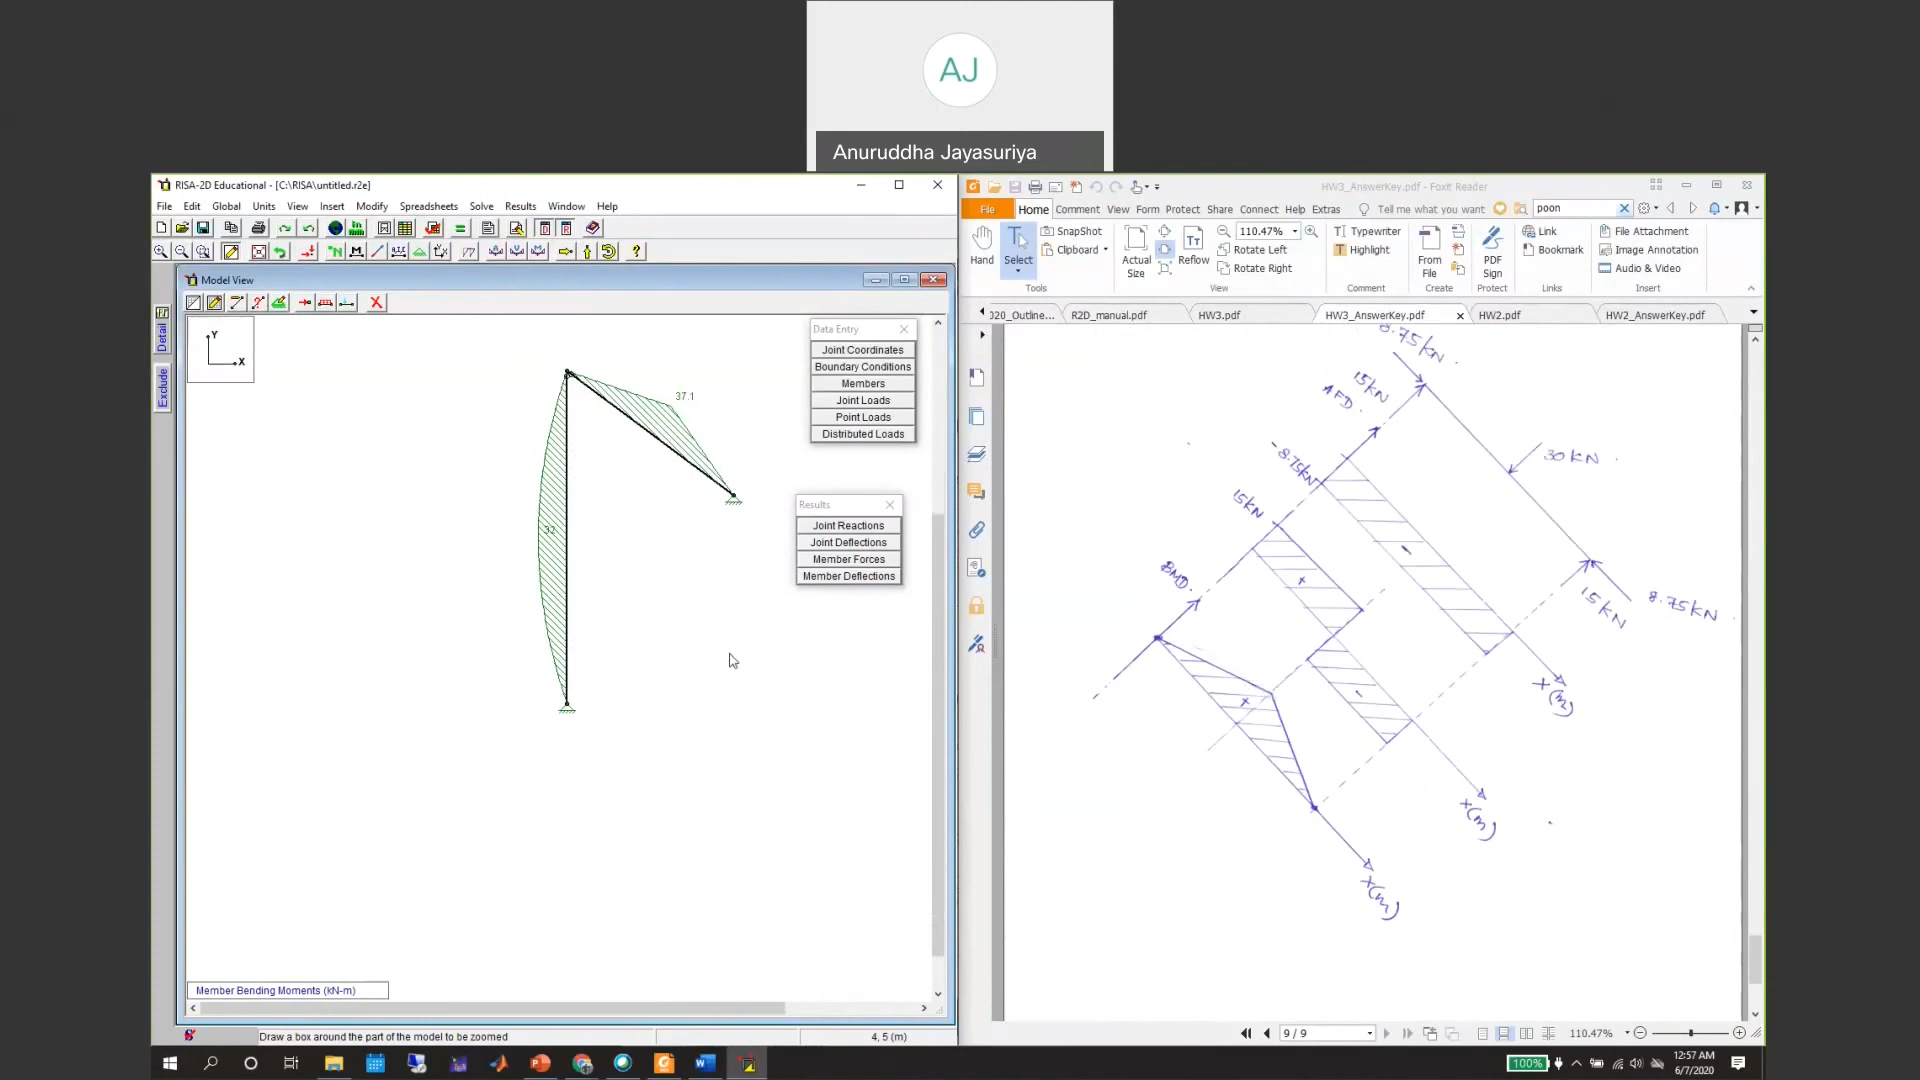 AJ
Anuruddha Jayasuriya
RISA-2D Educational - [C:\RISA\untitled.r2e]
File Edit Global Units View Insert Modify Spreadsheets Solve Results Window Help
Model View
Detail
Exclude
Y
X
Data Entry
Joint Coordinates
Boundary Conditions
Members
Joint Loads
Point Loads
Distributed Loads
37.1
32
Results
Joint Reactions
Joint Deflections
Member Forces
Member Deflections
Member Bending Moments (kN-m)
Draw a box around the part of the model to be zoomed
4, 5 (m)
HW3_AnswerKey.pdf - Foxit Reader
File Home Comment View Form Protect Share Connect Help Extras Tell me what you want poon
Hand
Select
SnapShot
Clipboard
Tools
Actual Size
Reflow
110.47%
Rotate Left
Rotate Right
View
Typewriter
Highlight
Comment
From File
Create
PDF Sign
Protect
Link
Bookmark
Links
File Attachment
Image Annotation
Audio & Video
Insert
020_Outline... R2D_manual.pdf HW3.pdf HW3_AnswerKey.pdf HW2.pdf HW2_AnswerKey.pdf
8.75kN
15kN
AFD.
30 KN
-8.75kN
15kN
BMD.
15kN
8.75KN
x(m)
x(m)
x(m)
+
-
+
-
9 / 9
110.47%
100%
12:57 AM
6/7/2020